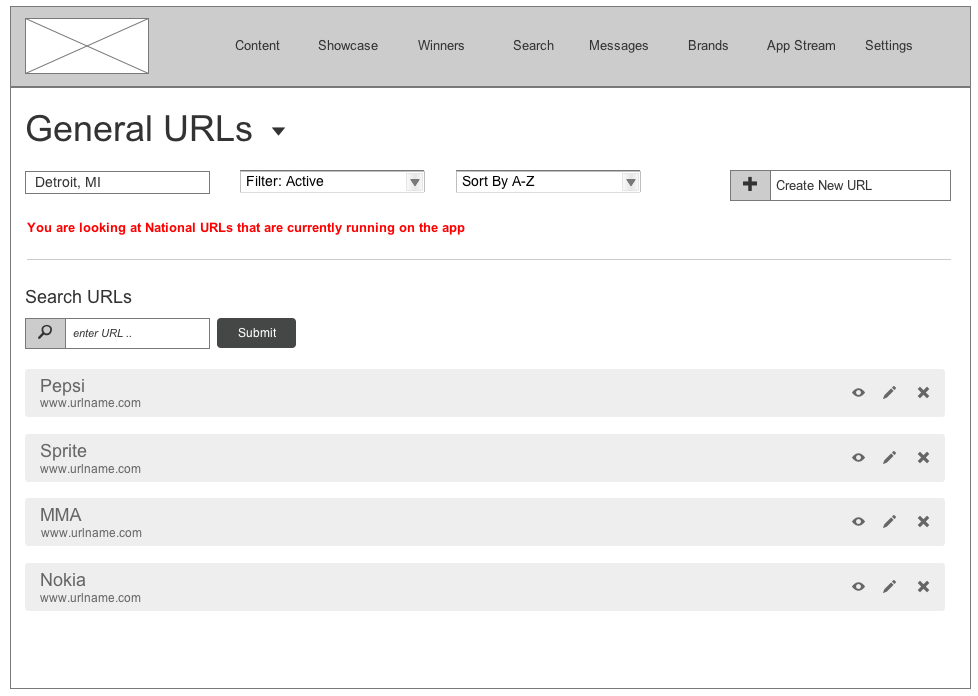 Content Showcase Winners Search Messages Brands App Stream Settings
General URLs
Detroit, MI Filter: Active Sort By A-Z Create New URL
You are looking at National URLs that are currently running on the app
Search URLs
enter URL .. Submit
Pepsi
www.urlname.com
Sprite
www.urlname.com
MMA
www.urlname.com
Nokia
www.urlname.com